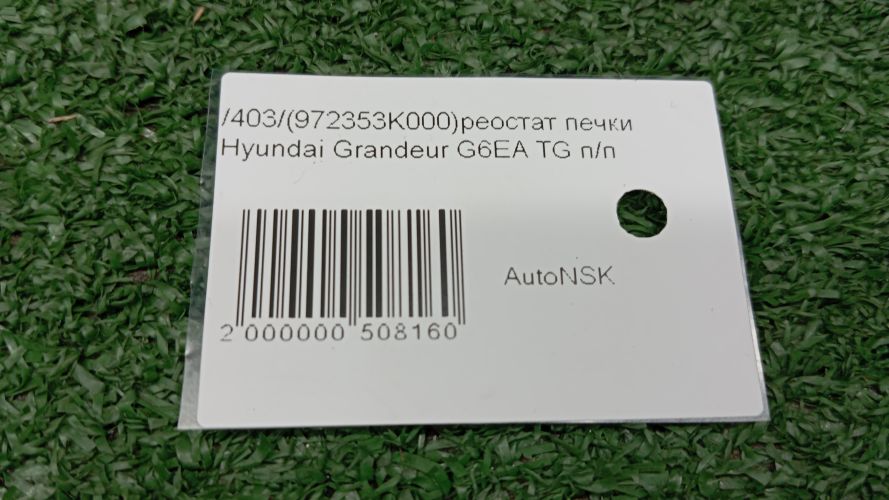 /403/(972353K000)реостат печки
Hyundai Grandeur G6EA TG п/п
AutoNSK
2 000000 508160